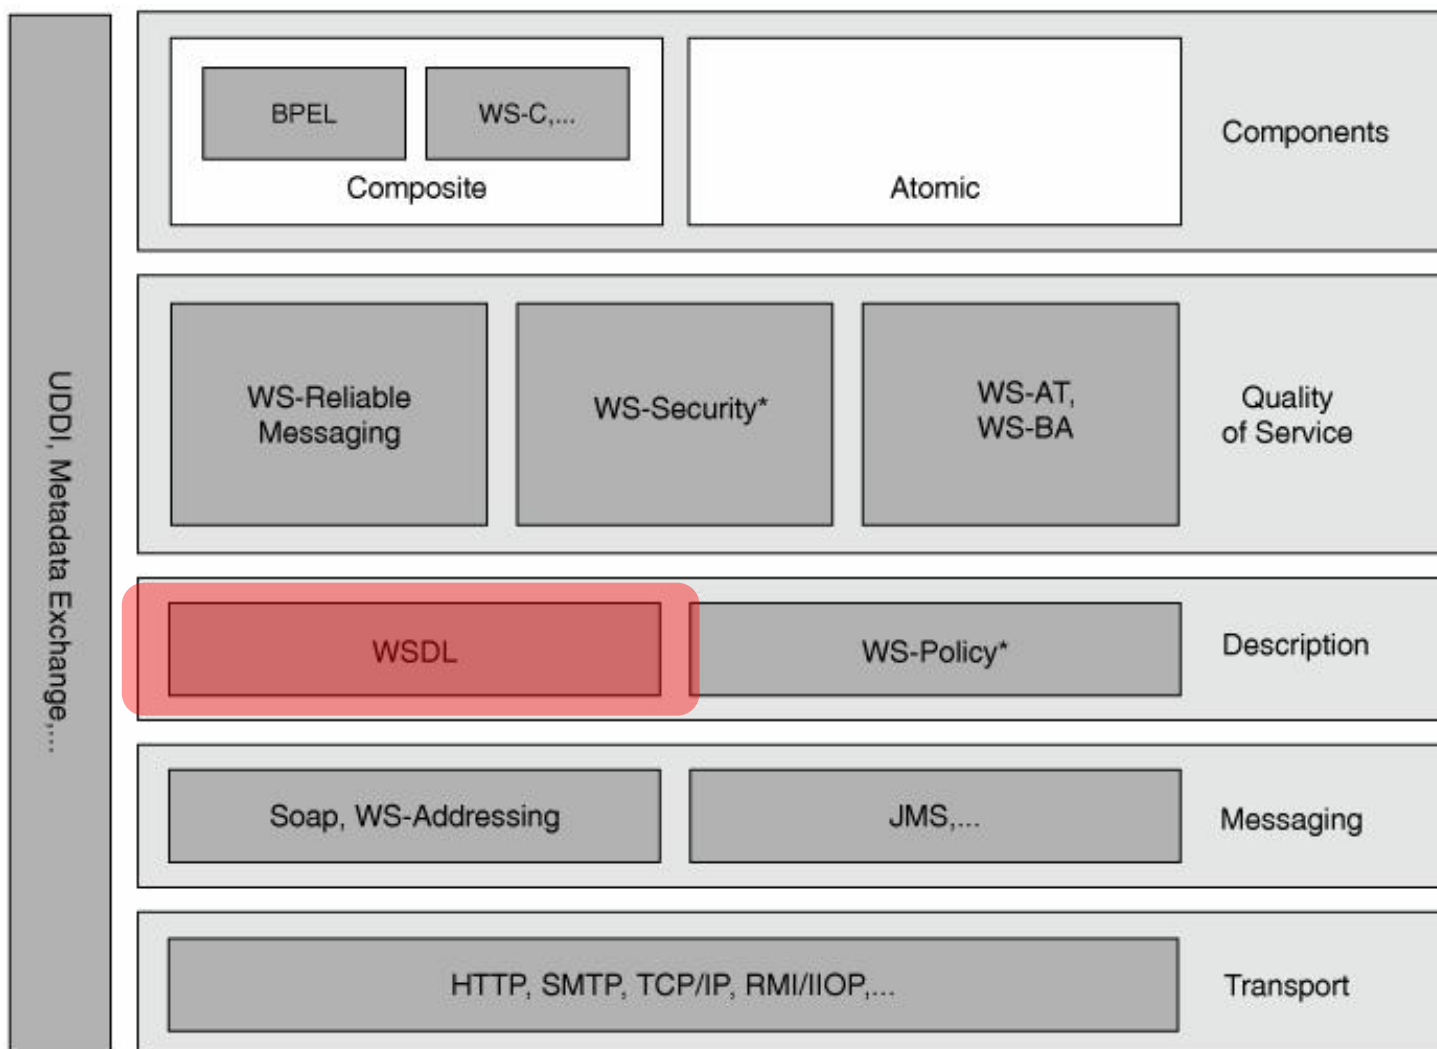 UDDI, Metadata Exchange,...
BPEL
WS-C,...
Composite
Atomic
Components
WS-Reliable
Messaging
WS-Security*
WS-AT,
WS-BA
Quality
of Service
WSDL
WS-Policy*
Description
Soap, WS-Addressing
JMS,...
Messaging
HTTP, SMTP, TCP/IP, RMI/IIOP,...
Transport